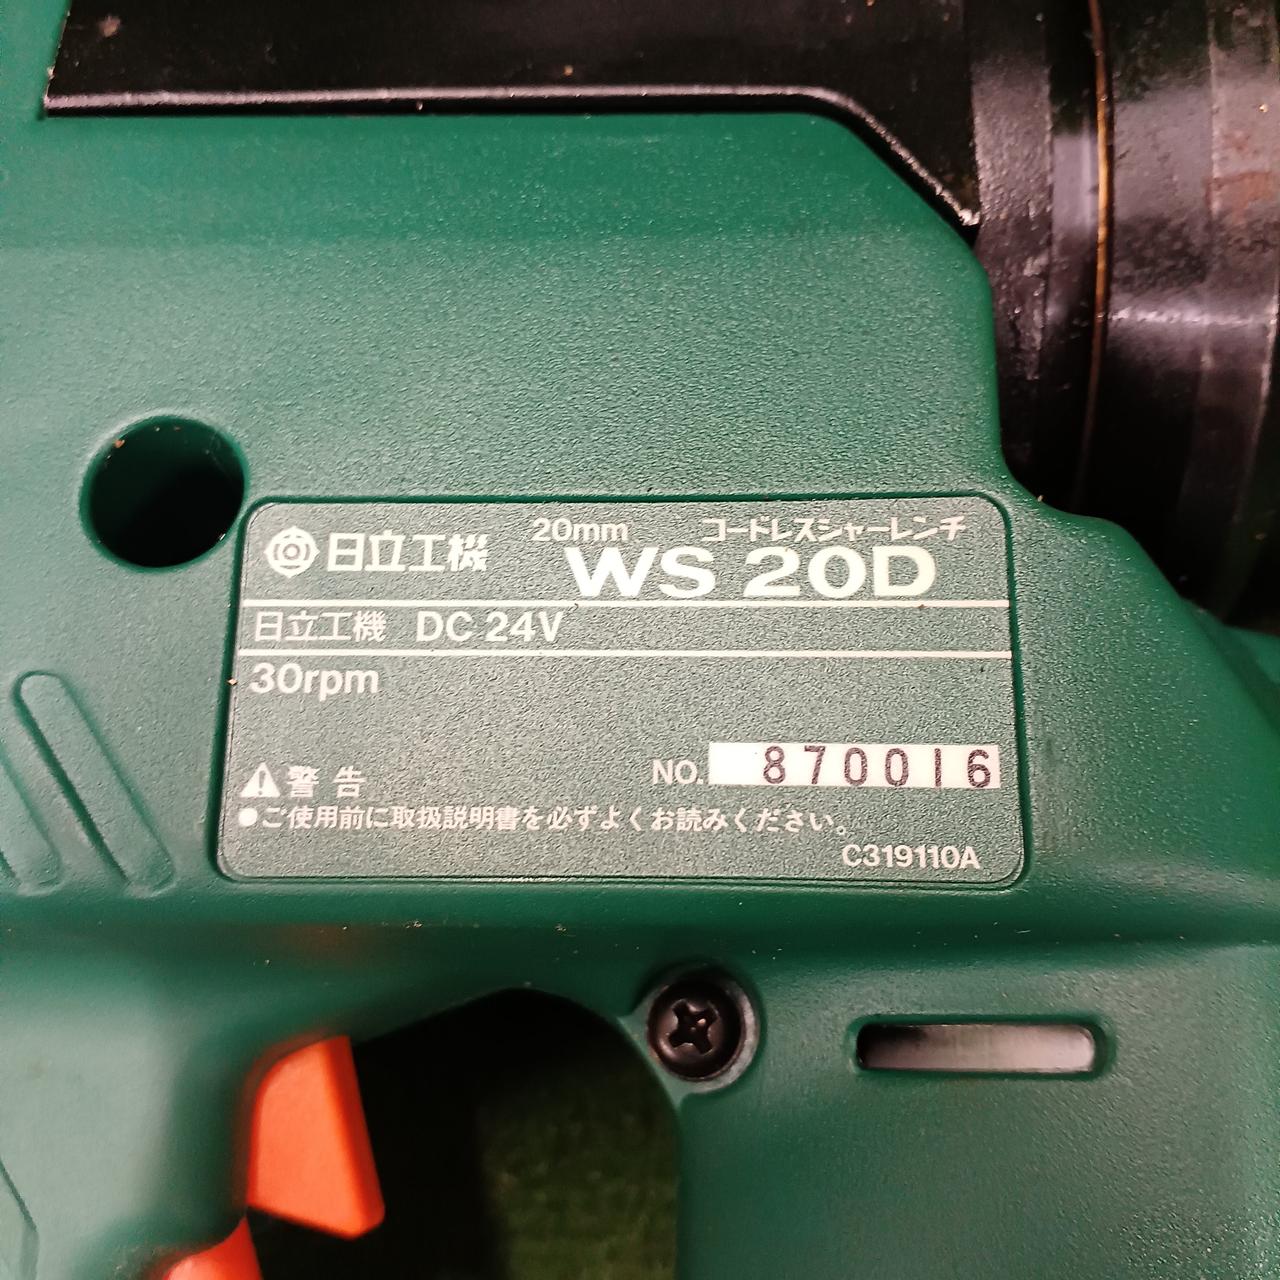 日立工機 20mm コードレスシャーレンチ
WS 20D
日立工機 DC 24V
30rpm
NO. 870016
警告
●ご使用前に取扱説明書を必ずよくお読みください。
C319110A